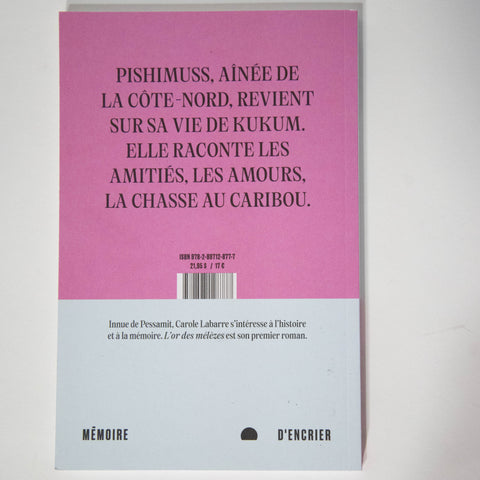 PISHIMUSS, AÎNÉE DE
LA CÔTE-NORD, REVIENT
SUR SA VIE DE KUKUM.
ELLE RACONTE LES
AMITIÉS, LES AMOURS,
LA CHASSE AU CARIBOU.
ISBN 978-2-89712-877-7
21,95 $ / 17 €
Innue de Pessamit, Carole Labarre s'intéresse à l'histoire
et à la mémoire. L'or des mélèzes est son premier roman.
MÉMOIRE D'ENCRIER